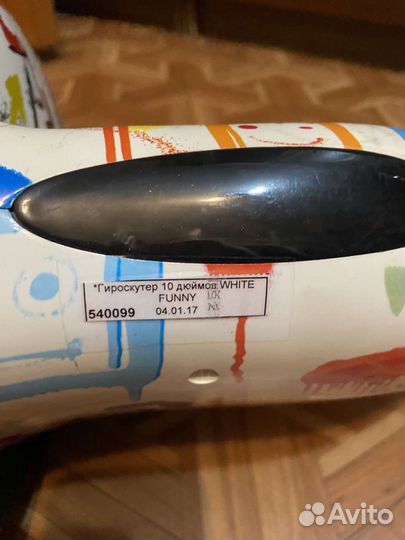 *Гироскутер 10 дюймов WHITE
FUNNY
540099 04.01.17
Avito